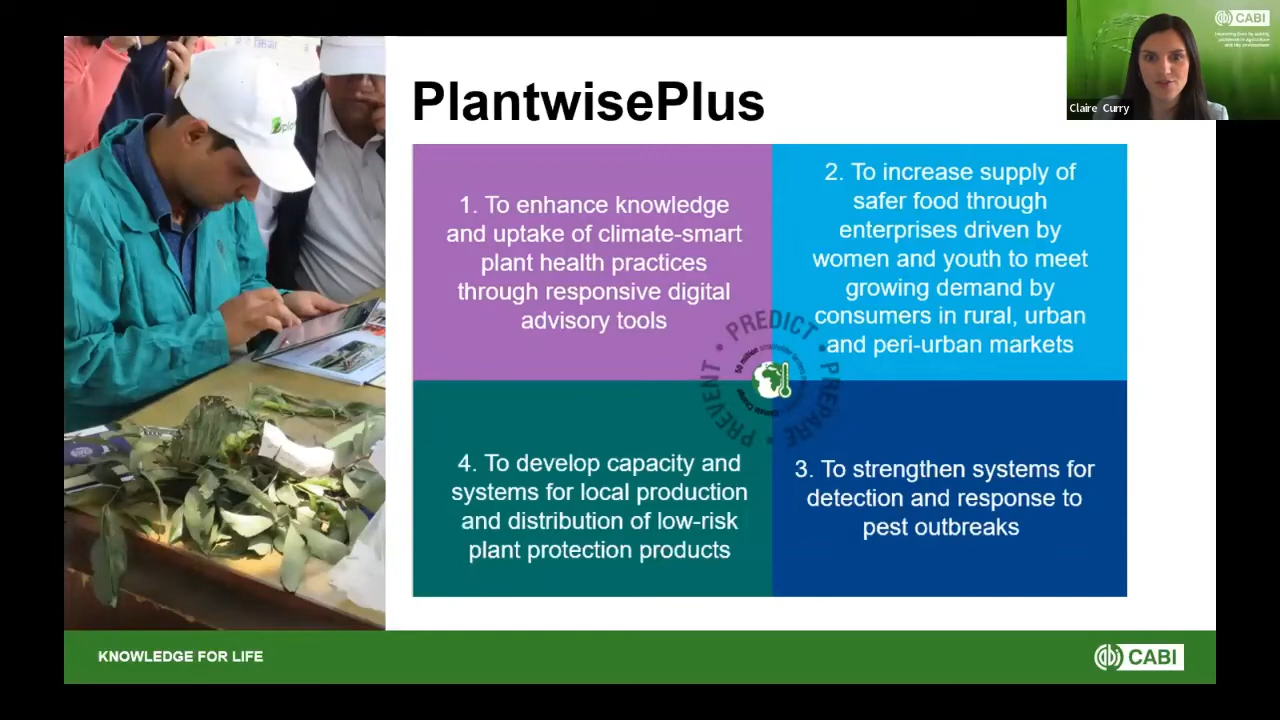 CABI
Claire Curry
PlantwisePlus
1. To enhance knowledge
and uptake of climate-smart
plant health practices
through responsive digital
advisory tools
2. To increase supply of
safer food through
enterprises driven by
women and youth to meet
growing demand by
consumers in rural, urban
and peri-urban markets
PREVENT • PREDICT • PREPARE •
4. To develop capacity and
systems for local production
and distribution of low-risk
plant protection products
3. To strengthen systems for
detection and response to
pest outbreaks
KNOWLEDGE FOR LIFE
CABI